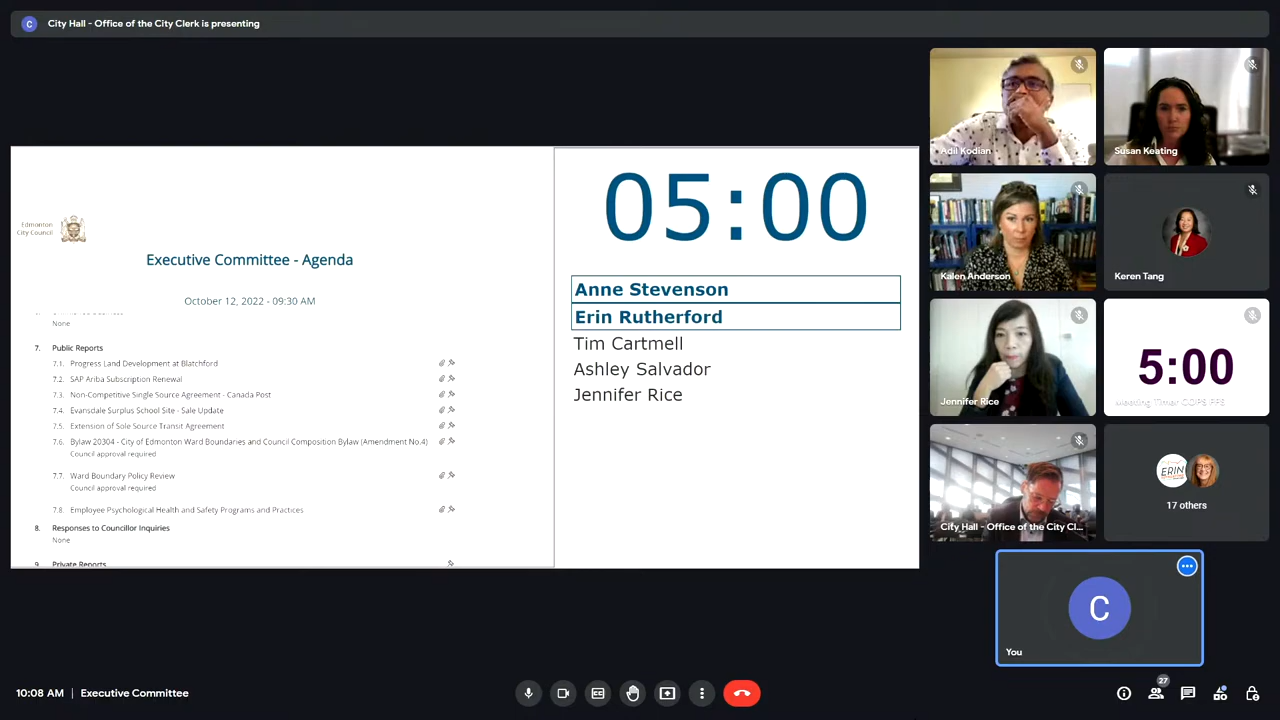 C
City Hall - Office of the City Clerk is presenting
Edmonton
City Council
Executive Committee - Agenda
October 12, 2022 - 09:30 AM
None
7. Public Reports
7.1. Progress Land Development at Blatchford
7.2. SAP Ariba Subscription Renewal
7.3. Non-Competitive Single Source Agreement - Canada Post
7.4. Evansdale Surplus School Site - Sale Update
7.5. Extension of Sole Source Transit Agreement
7.6. Bylaw 20304 - City of Edmonton Ward Boundaries and Council Composition Bylaw (Amendment No.4)
Council approval required
7.7. Ward Boundary Policy Review
Council approval required
7.8. Employee Psychological Health and Safety Programs and Practices
8. Responses to Councillor Inquiries
None
9. Private Reports
05:00
Anne Stevenson
Erin Rutherford
Tim Cartmell
Ashley Salvador
Jennifer Rice
Adil Kodian
Susan Keating
Kalen Anderson
Keren Tang
Jennifer Rice
5:00
Meeting Timer COPS FPS
City Hall - Office of the City Cl...
ERIN
17 others
C
You
10:08 AM | Executive Committee
27